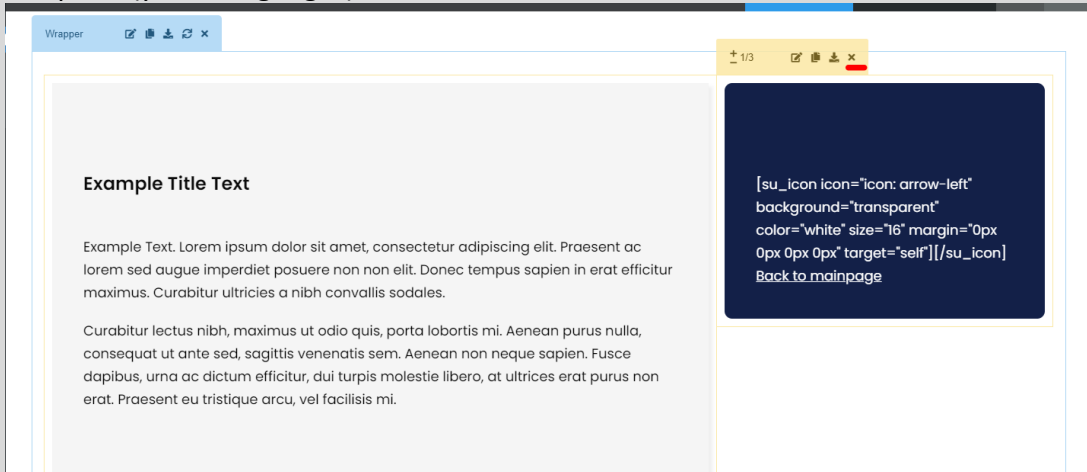 Wrapper
1/3
Example Title Text
Example Text. Lorem ipsum dolor sit amet, consectetur adipiscing elit. Praesent ac
lorem sed augue imperdiet posuere non non elit. Donec tempus sapien in erat efficitur
maximus. Curabitur ultricies a nibh convallis sodales.
Curabitur lectus nibh, maximus ut odio quis, porta lobortis mi. Aenean purus nulla,
consequat ut ante sed, sagittis venenatis sem. Aenean non neque sapien. Fusce
dapibus, urna ac dictum efficitur, dui turpis molestie libero, at ultrices erat purus non
erat. Praesent eu tristique arcu, vel facilisis mi.
[su_icon icon="icon: arrow-left"
background="transparent"
color="white" size="16" margin="0px
0px 0px 0px" target="self"][/su_icon]
Back to mainpage